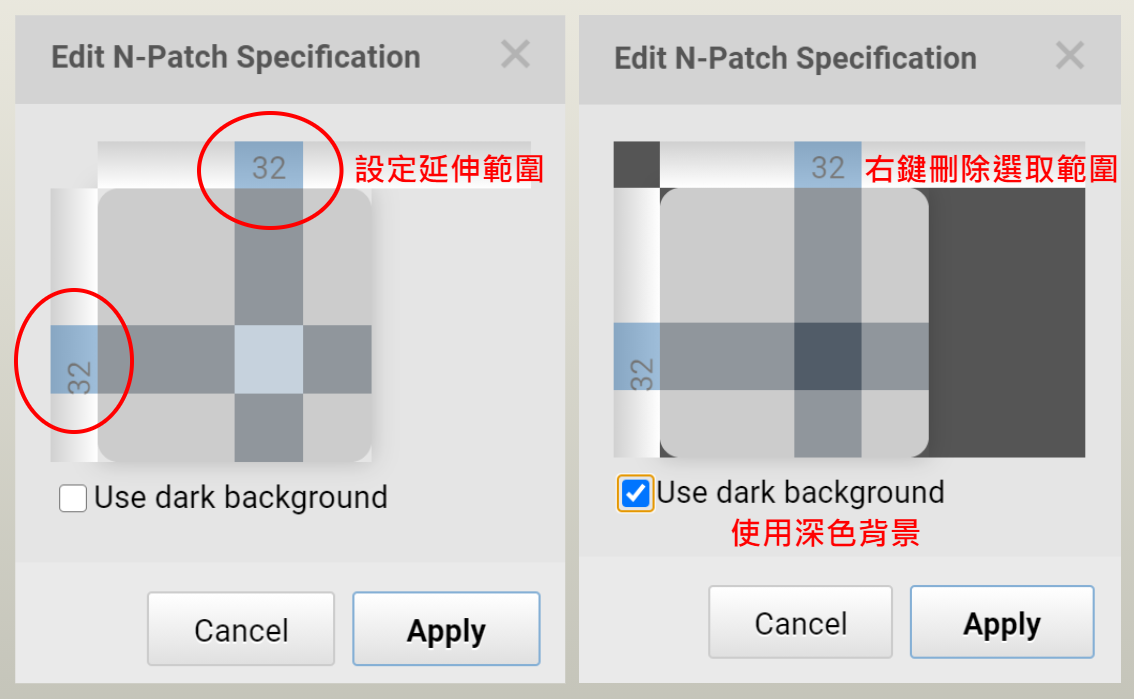 Edit N-Patch Specification
32
設定延伸範圍
32
Use dark background
Cancel
Apply
Edit N-Patch Specification
32
右鍵刪除選取範圍
32
Use dark background
使用深色背景
Cancel
Apply